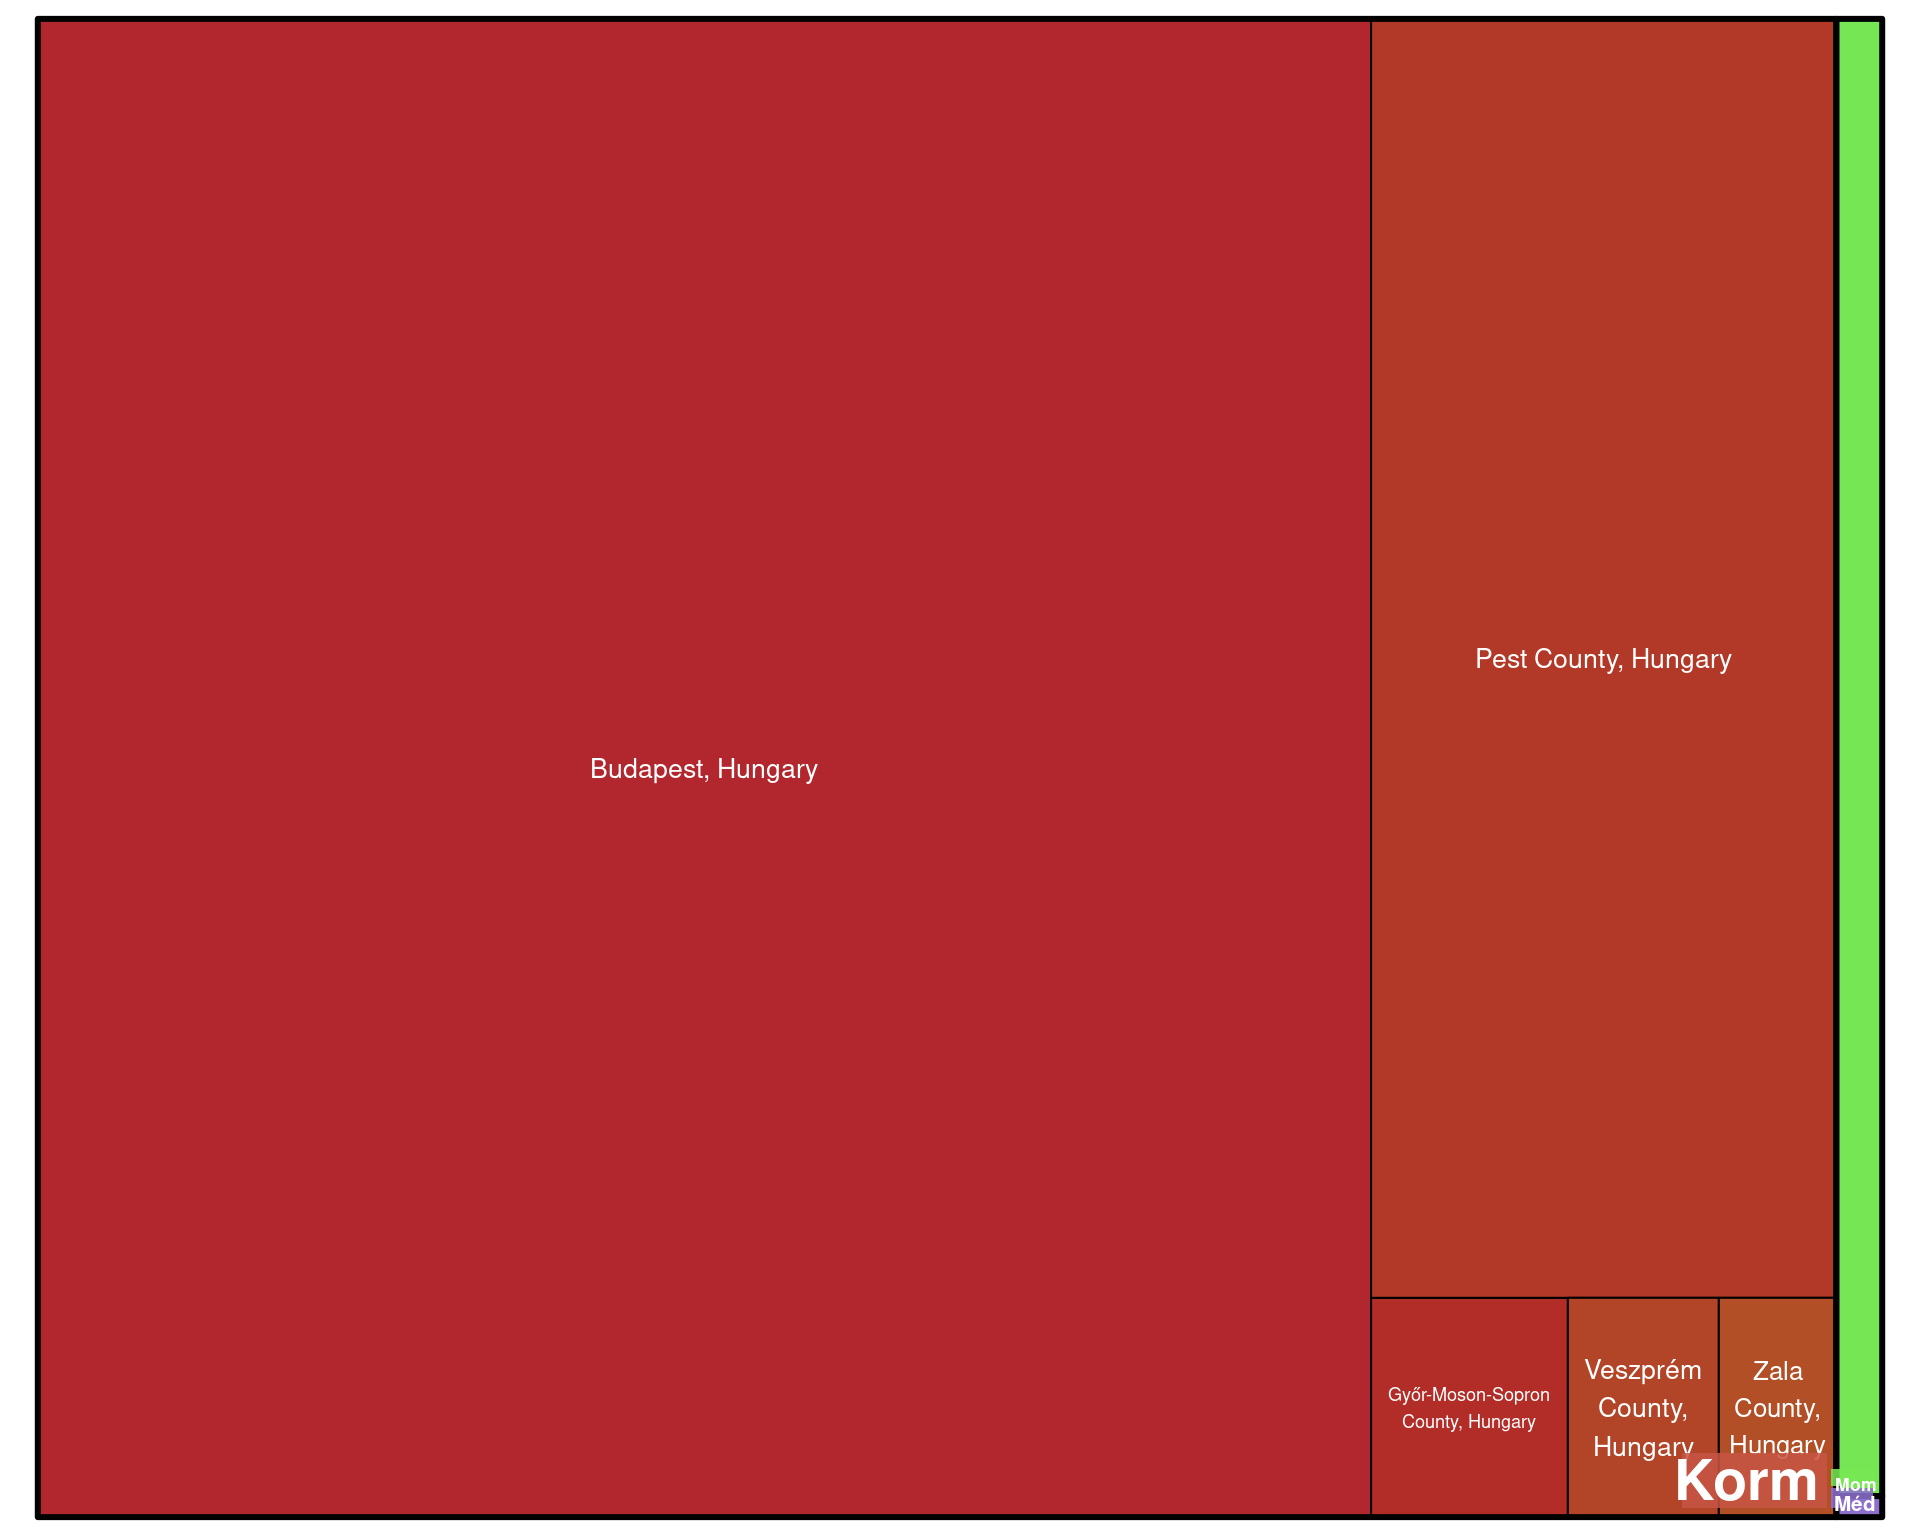 Budapest, Hungary
Pest County, Hungary
Győr-Moson-Sopron
County, Hungary
Veszprém
County,
Hungary
Zala
County,
Hungary
Korm
Mom
Méd